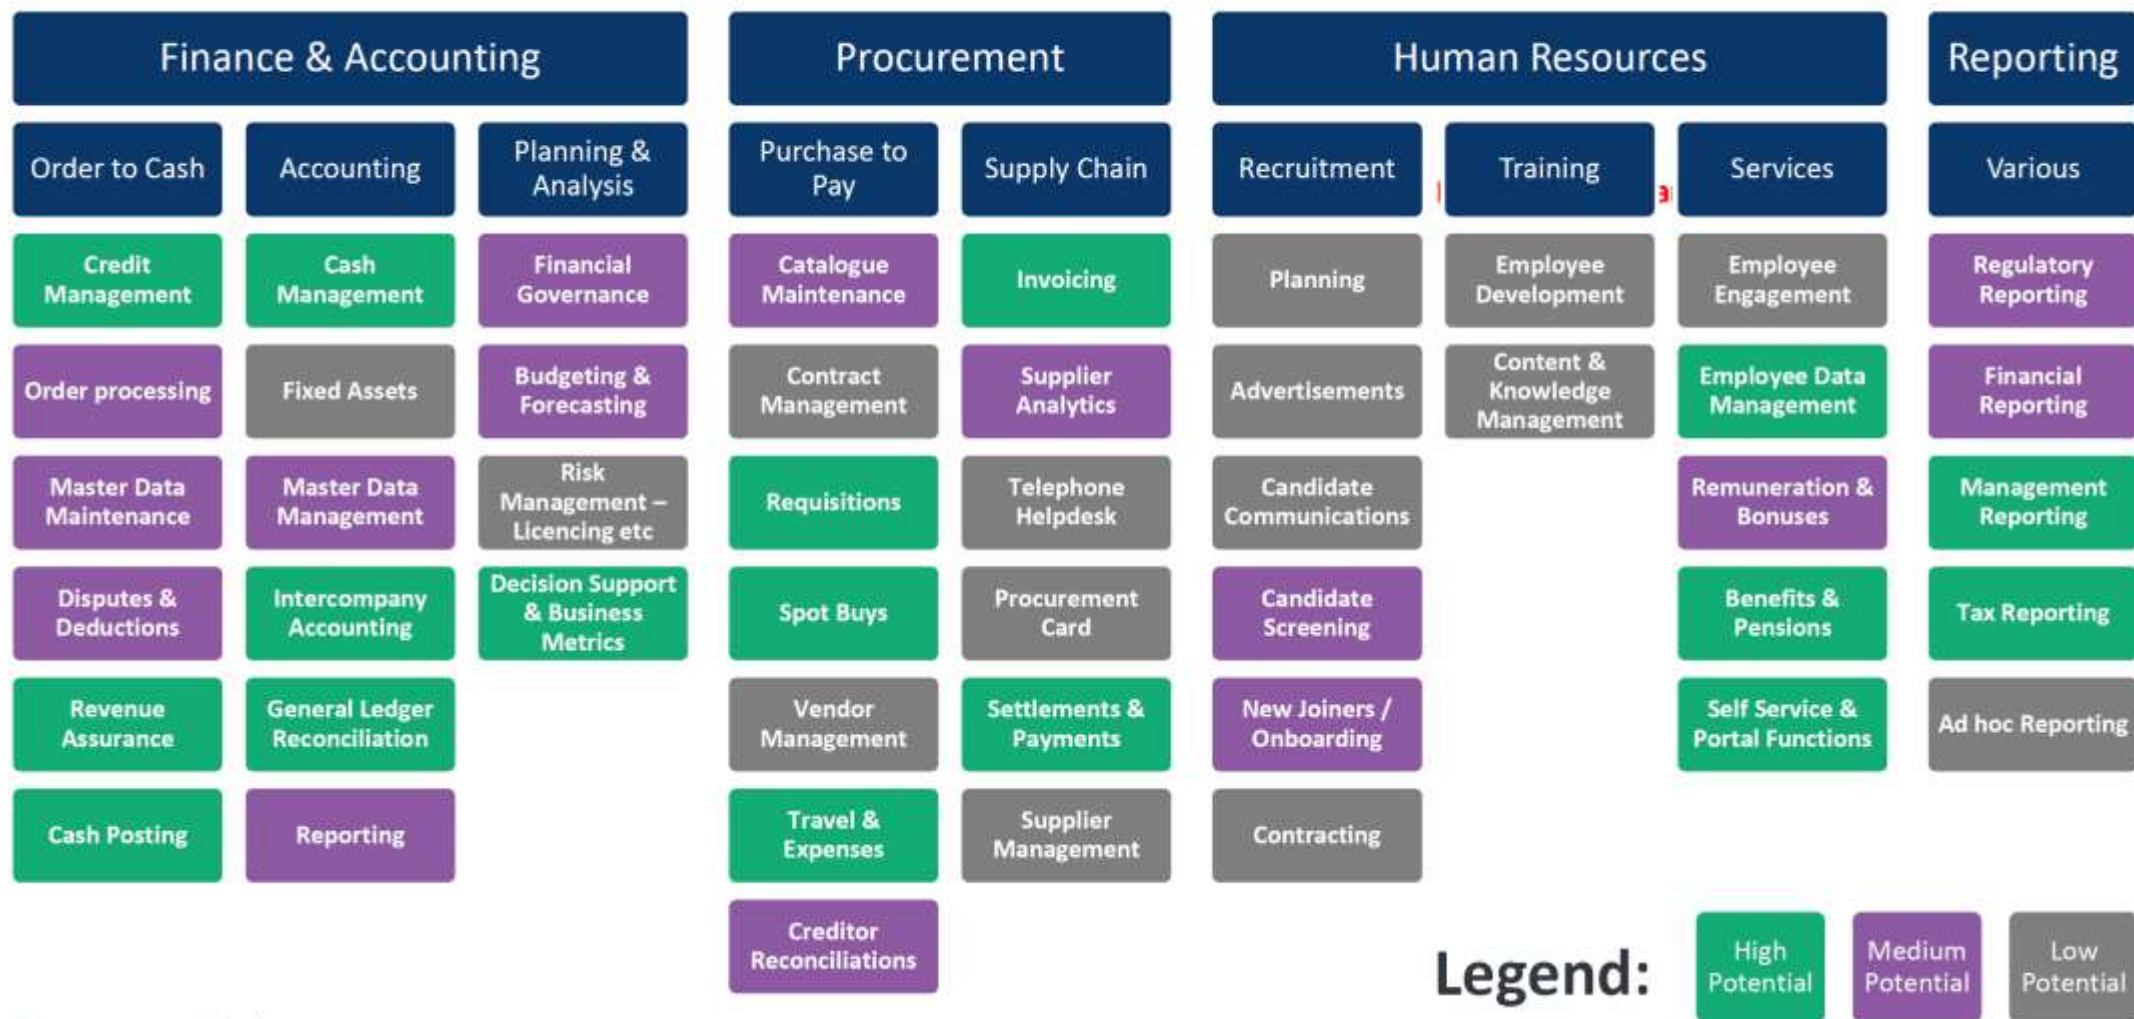 Finance & Accounting
Procurement
Human Resources
Reporting
Order to Cash
Accounting
Planning &
Analysis
Purchase to
Pay
Supply Chain
Recruitment
Training
Services
Various
Credit
Management
Cash
Management
Financial
Governance
Catalogue
Maintenance
Invoicing
Planning
Employee
Development
Employee
Engagement
Regulatory
Reporting
Order processing
Fixed Assets
Budgeting &
Forecasting
Contract
Management
Supplier
Analytics
Advertisements
Content &
Knowledge
Management
Employee Data
Management
Financial
Reporting
Master Data
Maintenance
Master Data
Management
Risk
Management –
Licencing etc
Requisitions
Telephone
Helpdesk
Candidate
Communications
Remuneration &
Bonuses
Management
Reporting
Disputes &
Deductions
Intercompany
Accounting
Decision Support
& Business
Metrics
Spot Buys
Procurement
Card
Candidate
Screening
Benefits &
Pensions
Tax Reporting
Revenue
Assurance
General Ledger
Reconciliation
Vendor
Management
Settlements &
Payments
New Joiners /
Onboarding
Self Service &
Portal Functions
Ad hoc Reporting
Cash Posting
Reporting
Travel &
Expenses
Supplier
Management
Contracting
Creditor
Reconciliations
Legend:
High
Potential
Medium
Potential
Low
Potential